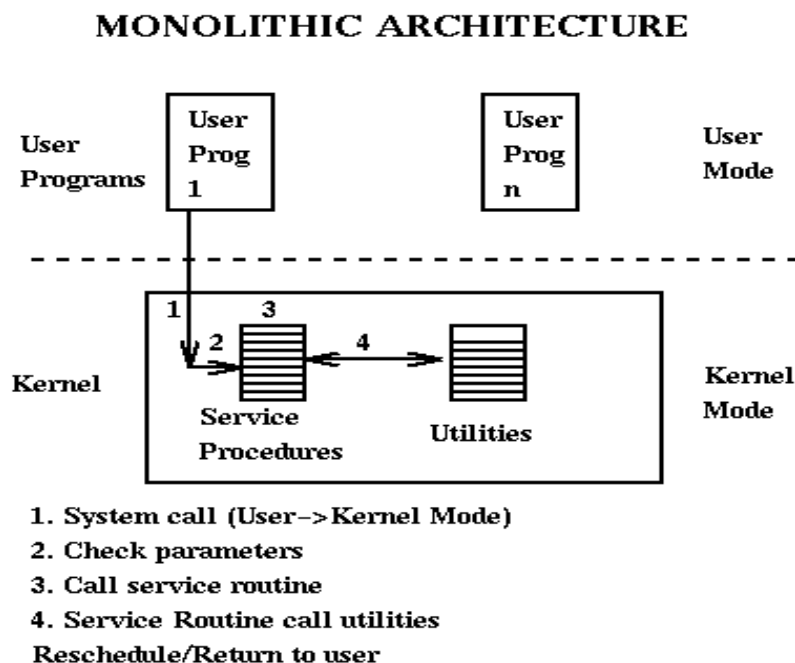 MONOLITHIC ARCHITECTURE
User
Programs
User
Prog
1
User
Prog
n
User
Mode
1
3
2
4
Kernel
Service
Procedures
Utilities
Kernel
Mode
1. System call (User->Kernel Mode)
2. Check parameters
3. Call service routine
4. Service Routine call utilities
Reschedule/Return to user